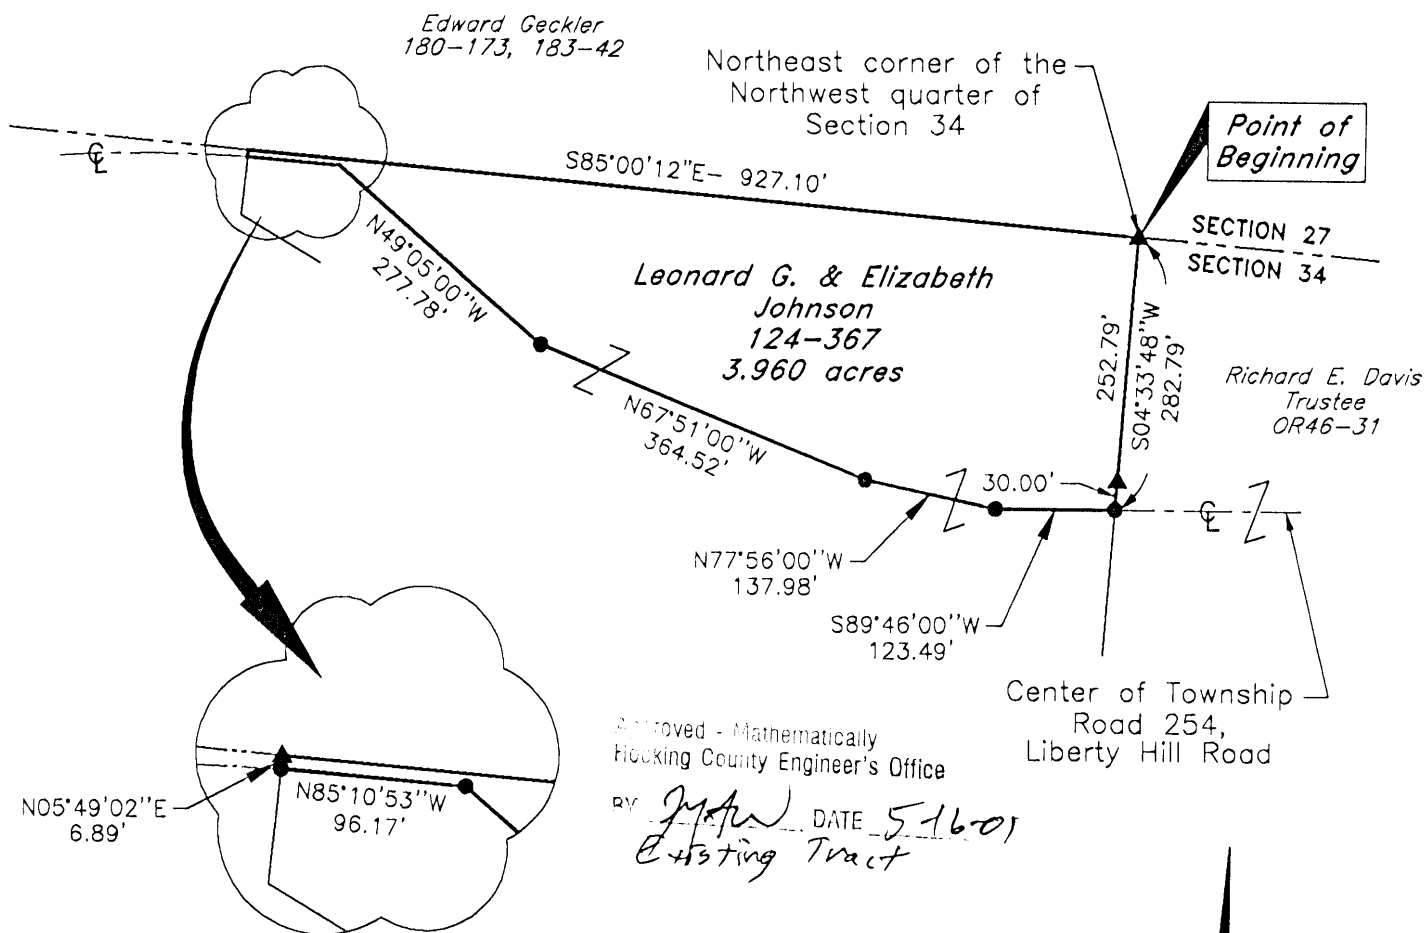 Edward Geckler
180-173, 183-42
Northeast corner of the
Northwest quarter of
Section 34
Point of
Beginning
S85°00'12"E- 927.10'
SECTION 27
SECTION 34
℄
N49°05'00"W
277.78'
Leonard G. & Elizabeth
Johnson
124-367
3.960 acres
252.79'
S04°33'48"W
282.79'
Richard E. Davis
Trustee
OR46-31
N67°51'00"W
364.52'
30.00'
℄
N77°56'00"W
137.98'
S89°46'00"W
123.49'
Center of Township
Road 254,
Liberty Hill Road
Approved - Mathematically
Hocking County Engineer's Office
BY DATE 5-16-01
Existing Tract
N05°49'02"E
6.89'
N85°10'53"W
96.17'